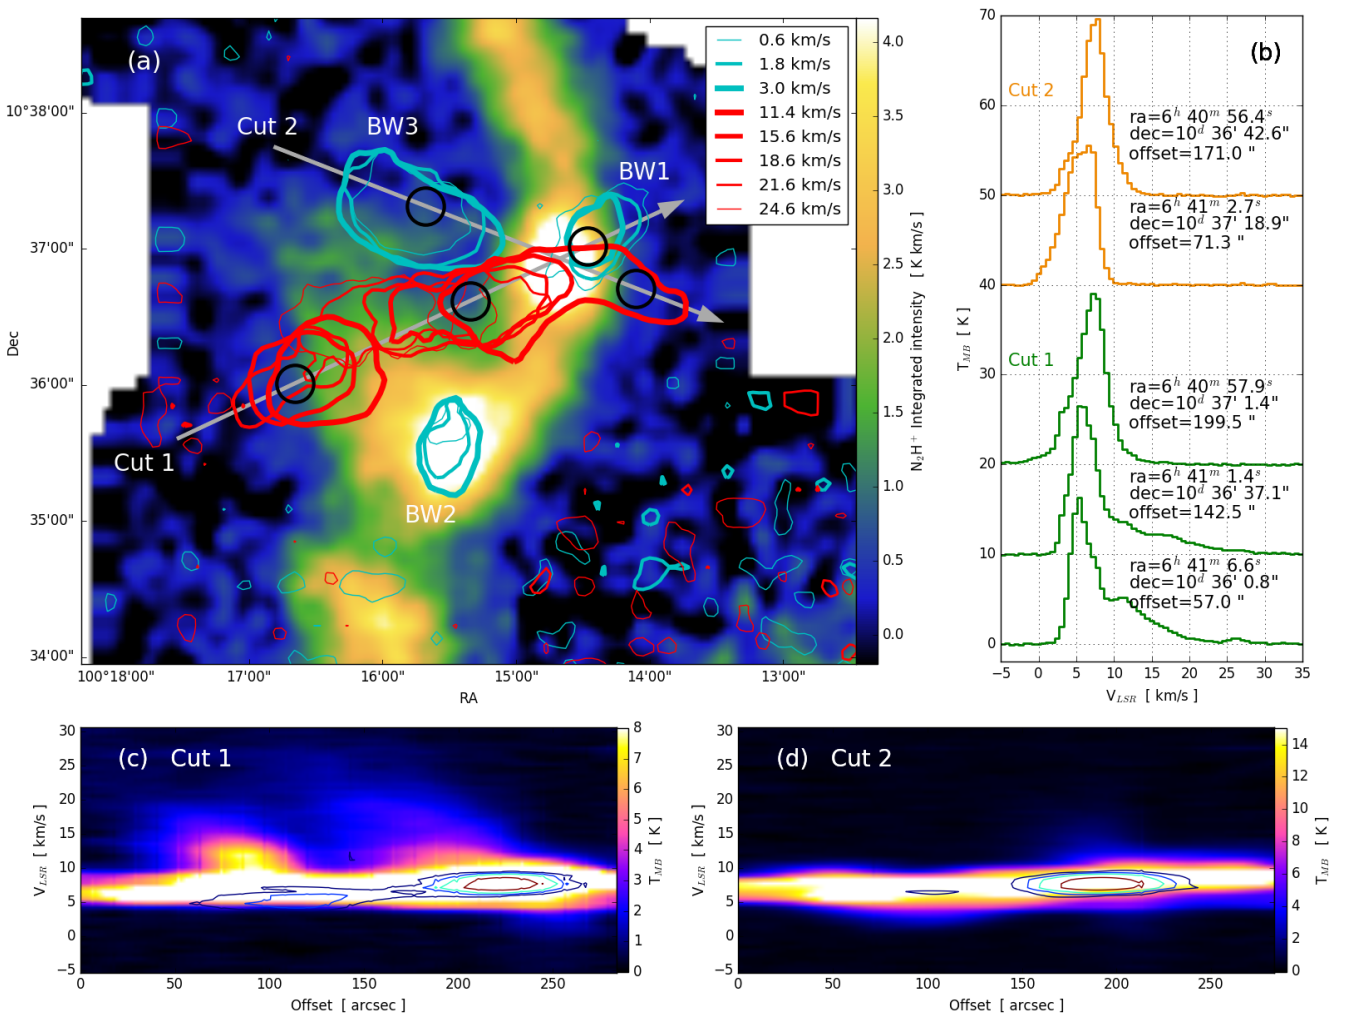 (a)
Cut 2
BW3
BW1
Cut 1
BW2
0.6 km/s
1.8 km/s
3.0 km/s
11.4 km/s
15.6 km/s
18.6 km/s
21.6 km/s
24.6 km/s
10°38'00"
37'00"
36'00"
35'00"
34'00"
Dec
100°18'00"
17'00"
16'00"
15'00"
14'00"
13'00"
RA
4.0
3.5
3.0
2.5
2.0
1.5
1.0
0.5
0.0
N₂H⁺ Integrated intensity [ K km/s ]
(b)
70
60
50
40
30
20
10
0
T_MB [ K ]
Cut 2
ra=6ʰ 40ᵐ 56.4ˢ
dec=10ᵈ 36' 42.6"
offset=171.0 "
ra=6ʰ 41ᵐ 2.7ˢ
dec=10ᵈ 37' 18.9"
offset=71.3 "
Cut 1
ra=6ʰ 40ᵐ 57.9ˢ
dec=10ᵈ 37' 1.4"
offset=199.5 "
ra=6ʰ 41ᵐ 1.4ˢ
dec=10ᵈ 36' 37.1"
offset=142.5 "
ra=6ʰ 41ᵐ 6.6ˢ
dec=10ᵈ 36' 0.8"
offset=57.0 "
−5
0
5
10
15
20
25
30
35
V_LSR [ km/s ]
(c) Cut 1
30
25
20
15
10
5
0
−5
V_LSR [ km/s ]
0
50
100
150
200
250
Offset [ arcsec ]
8
7
6
5
4
3
2
1
0
T_MB [ K ]
(d) Cut 2
30
25
20
15
10
5
0
−5
V_LSR [ km/s ]
0
50
100
150
200
250
Offset [ arcsec ]
14
12
10
8
6
4
2
0
T_MB [ K ]